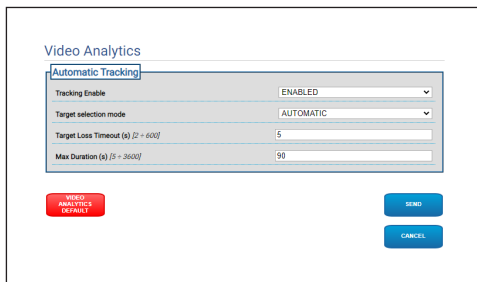 Video Analytics
Automatic Tracking
Tracking Enable ENABLED
Target selection mode AUTOMATIC
Target Loss Timeout (s) [2 ÷ 600] 5
Max Duration (s) [5 ÷ 3600] 90
VIDEO
ANALYTICS
DEFAULT
SEND
CANCEL